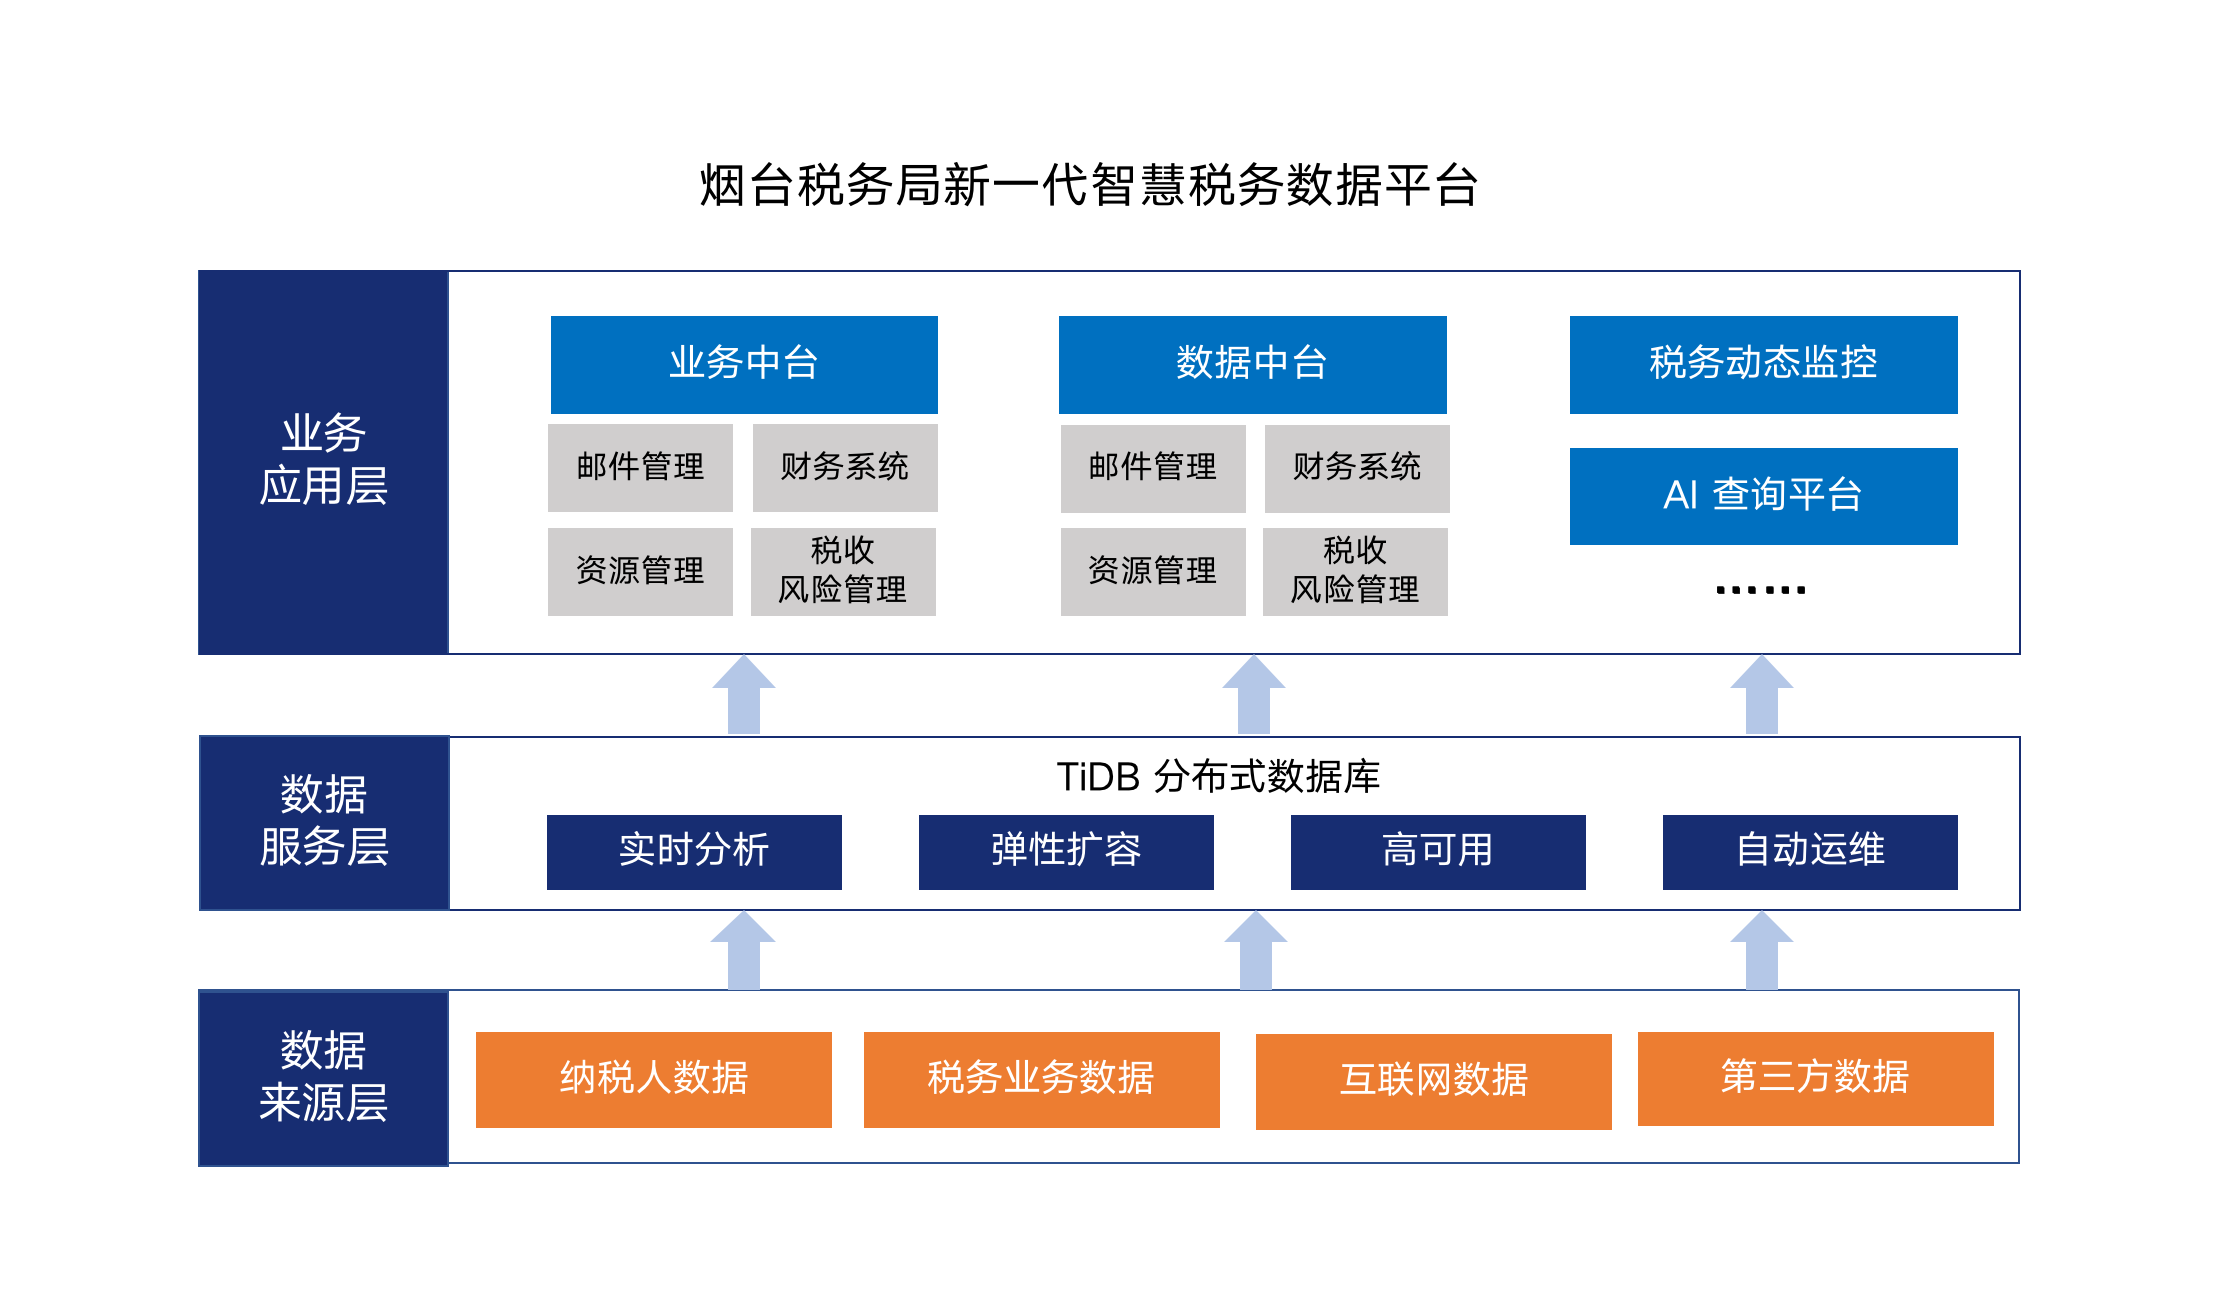 烟台税务局新一代智慧税务数据平台
业务
应用层
业务中台
数据中台
税务动态监控
邮件管理
财务系统
邮件管理
财务系统
AI 查询平台
资源管理
税收
风险管理
资源管理
税收
风险管理
……
数据
服务层
TiDB 分布式数据库
实时分析
弹性扩容
高可用
自动运维
数据
来源层
纳税人数据
税务业务数据
互联网数据
第三方数据